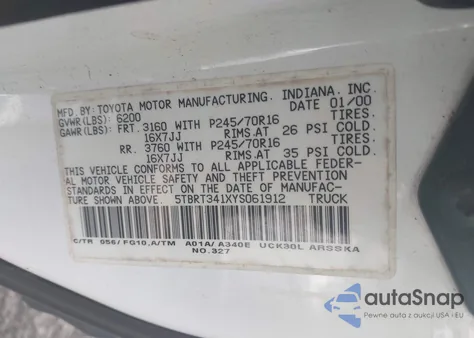 MFD. BY: TOYOTA MOTOR MANUFACTURING, INDIANA, INC.
GVWR(LBS): 6200 01/00
GAWR(LBS): FRT. 3160 WITH P245/70R16 TIRES.
16X7JJ RIMS.AT 26 PSI COLD.
RR. 3760 WITH P245/70R16 TIRES.
16X7JJ RIMS.AT 35 PSI COLD.
THIS VEHICLE CONFORMS TO ALL APPLICABLE FEDER-
AL MOTOR VEHICLE SAFETY AND THEFT PREVENTION
STANDARDS IN EFFECT ON THE DATE OF MANUFAC-
TURE SHOWN ABOVE. 5TBRT341XYS061912 TRUCK
C/TR 056/ FG10,A/TM A01A/ A340E UCK30L ARSSKA
NO.327
autoSnap
Pewne auto z aukcji USA i EU